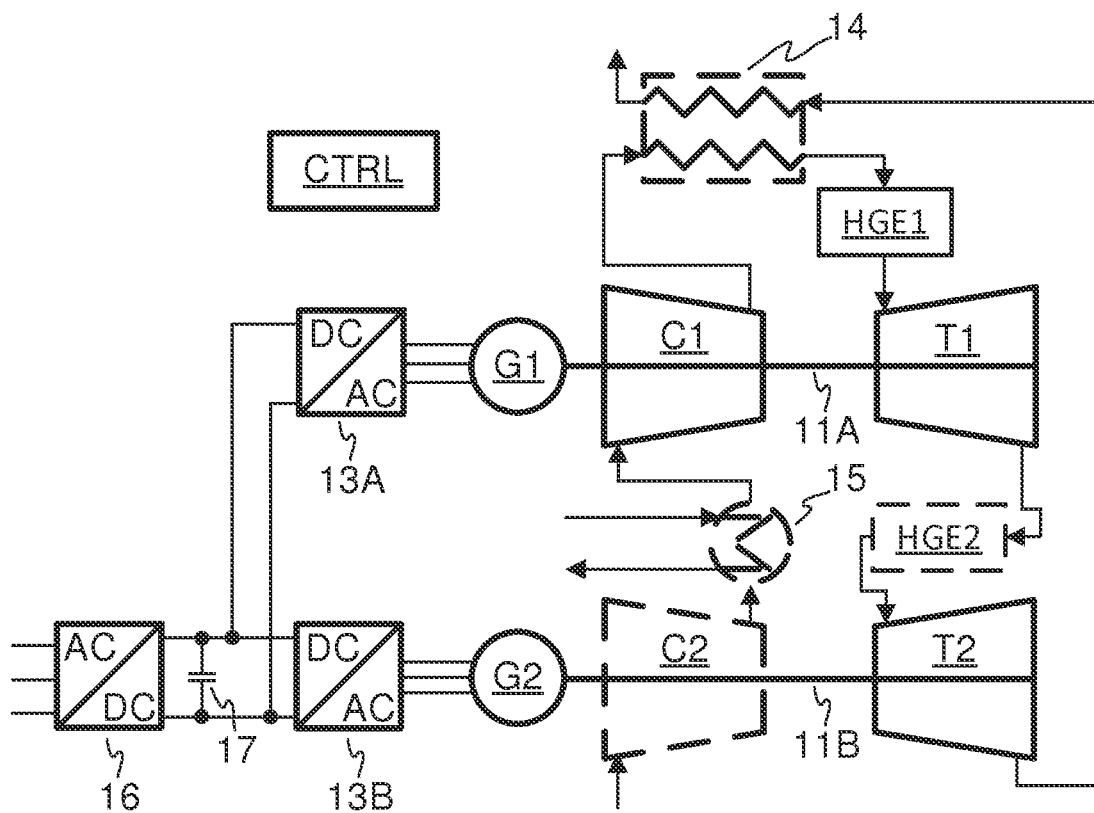 14
CTRL
HGE1
DC
AC
G1
C1
T1
13A
11A
15
HGE2
AC
DC
DC
AC
G2
C2
T2
17
16
13B
11B